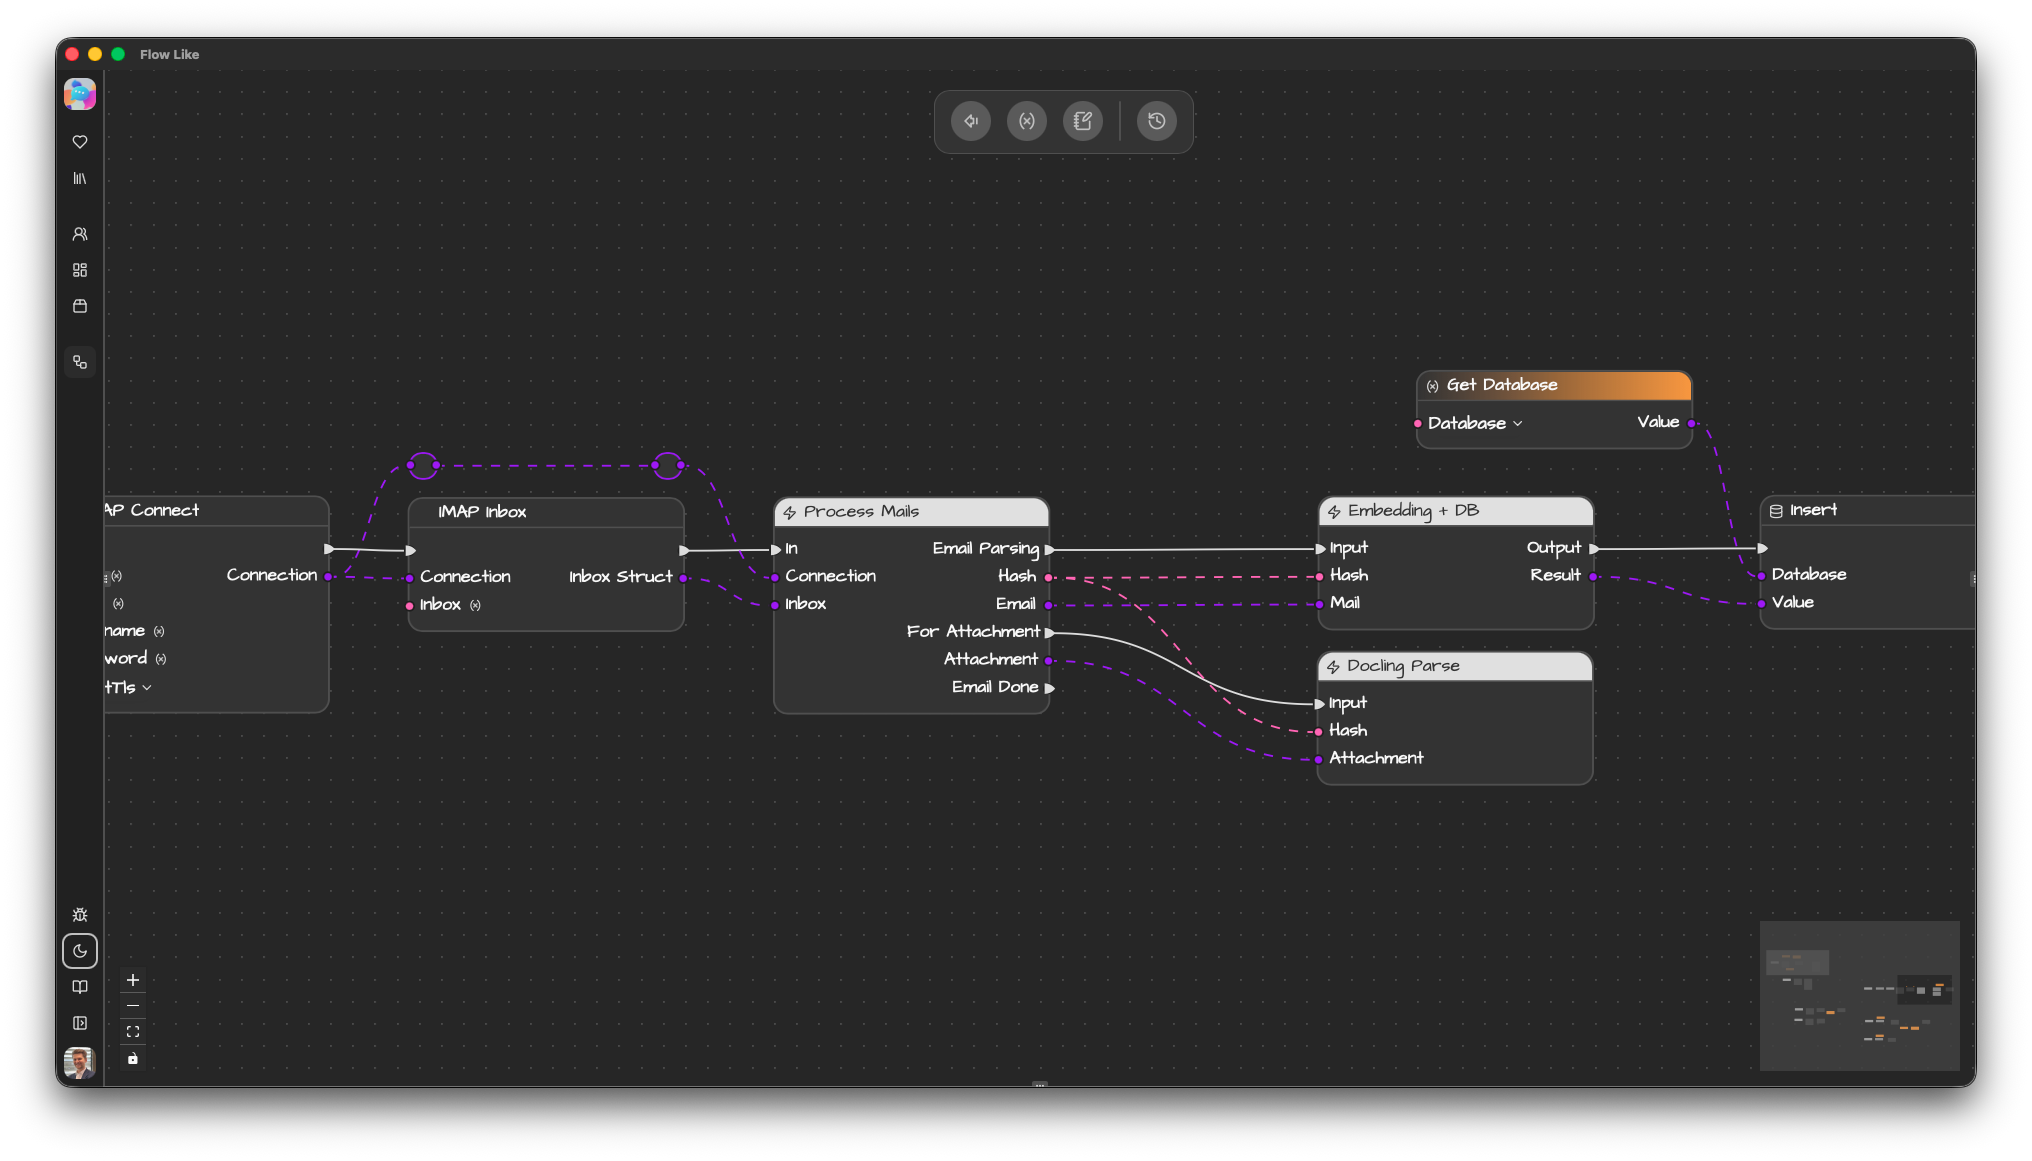 Flow Like
Get Database
Database
Value
AP Connect
Connection
name
word
tTls
IMAP Inbox
Connection
Inbox Struct
Inbox
Process Mails
In
Email Parsing
Connection
Hash
Inbox
Email
For Attachment
Attachment
Email Done
Embedding + DB
Input
Output
Hash
Result
Mail
Docling Parse
Input
Hash
Attachment
Insert
Database
Value